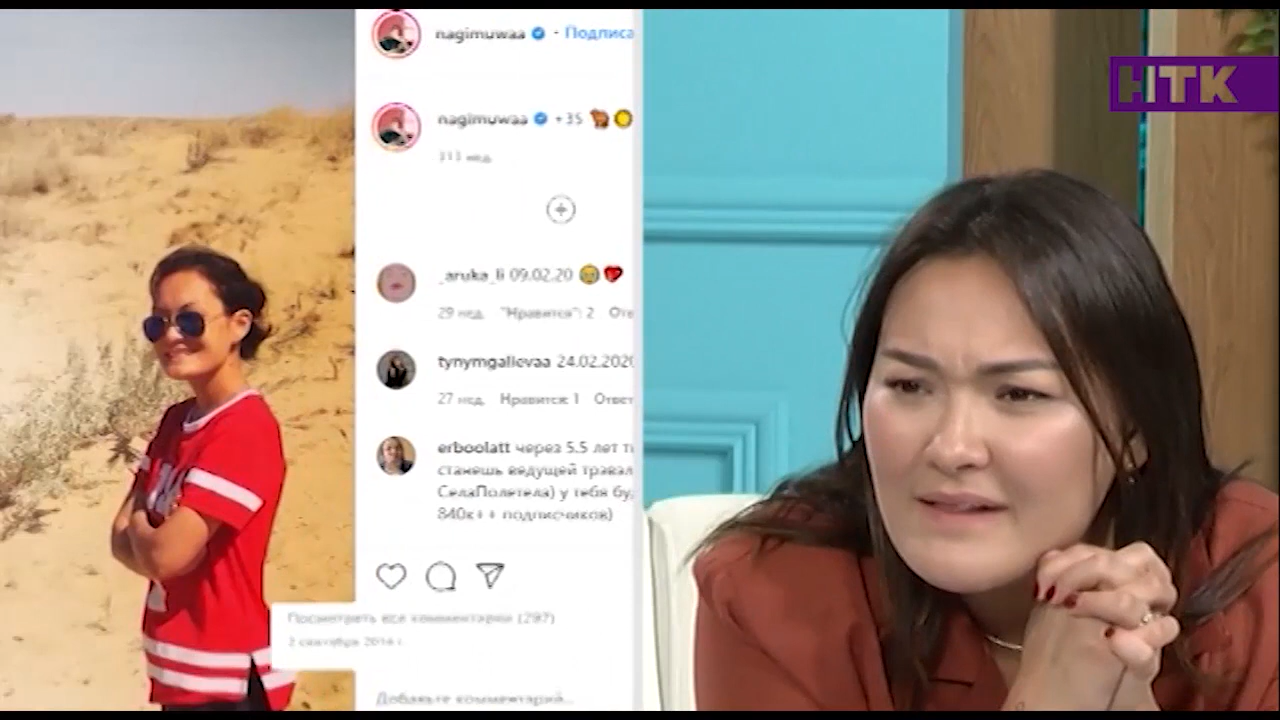 nagimuwaa • Подписа
НТК
nagimuwaa +35
313 нед.
_aruka_li 09.02.20
29 нед. "Нравится": 2 Отв
tynymgalievaa 24.02.2020
27 нед. Нравится: 1 Ответ
erboolatt через 5.5 лет т
станешь ведущей травал
СелаПолетела) у тебя бу
840к++ подписчиков)
Посмотреть все комментарии (297)
2 сентября 2014 г.
Добавьте комментарий...